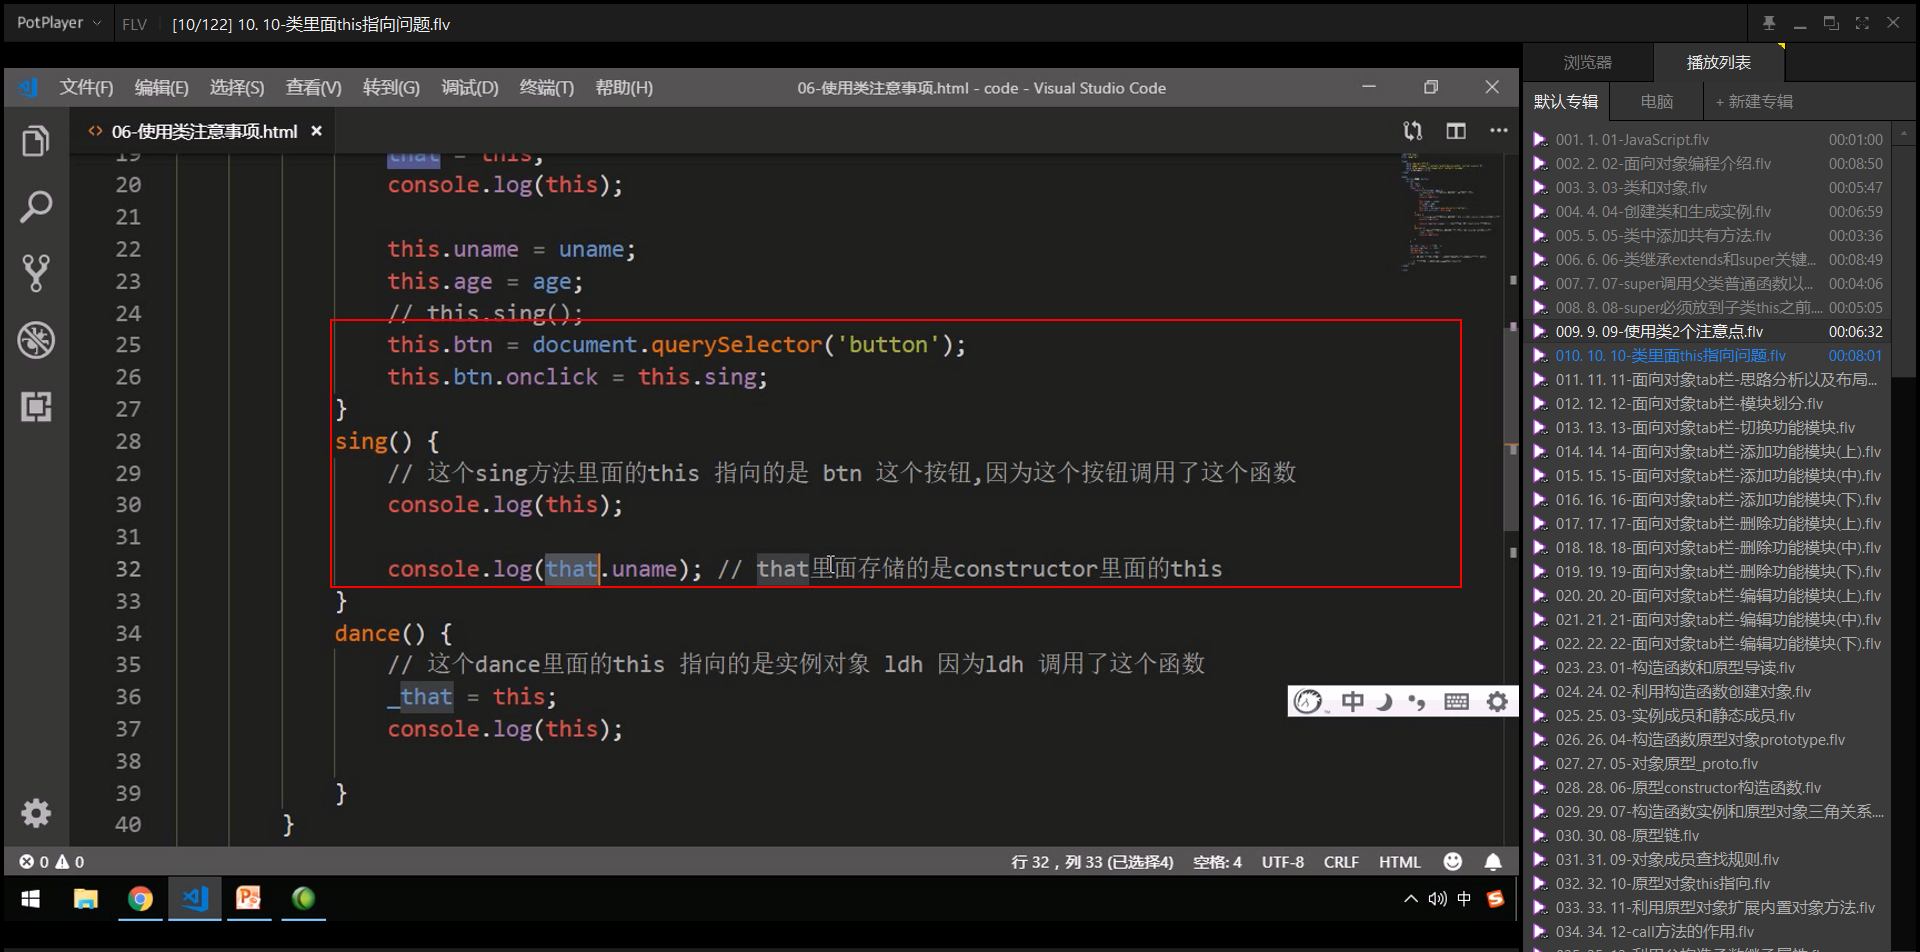 PotPlayer
FLV
[10/122] 10. 10-类里面this指向问题.flv
文件(F) 编辑(E) 选择(S) 查看(V) 转到(G) 调试(D) 终端(T) 帮助(H)
06-使用类注意事项.html - code - Visual Studio Code
06-使用类注意事项.html
19 that = this;
20 console.log(this);
21
22 this.uname = uname;
23 this.age = age;
24 // this.sing();
25 this.btn = document.querySelector('button');
26 this.btn.onclick = this.sing;
27 }
28 sing() {
29 // 这个sing方法里面的this 指向的是 btn 这个按钮,因为这个按钮调用了这个函数
30 console.log(this);
31
32 console.log(that.uname); // that里面存储的是constructor里面的this
33 }
34 dance() {
35 // 这个dance里面的this 指向的是实例对象 ldh 因为ldh 调用了这个函数
36 _that = this;
37 console.log(this);
38
39 }
40 }
中
0 0
行 32，列 33 (已选择4) 空格: 4 UTF-8 CRLF HTML
中
浏览器 播放列表
默认专辑 电脑 + 新建专辑
001. 1. 01-JavaScript.flv 00:01:00
002. 2. 02-面向对象编程介绍.flv 00:08:50
003. 3. 03-类和对象.flv 00:05:47
004. 4. 04-创建类和生成实例.flv 00:06:59
005. 5. 05-类中添加共有方法.flv 00:03:36
006. 6. 06-类继承extends和super关键... 00:08:49
007. 7. 07-super调用父类普通函数以... 00:04:06
008. 8. 08-super必须放到子类this之前.... 00:05:05
009. 9. 09-使用类2个注意点.flv 00:06:32
010. 10. 10-类里面this指向问题.flv 00:08:01
011. 11. 11-面向对象tab栏-思路分析以及布局...
012. 12. 12-面向对象tab栏-模块划分.flv
013. 13. 13-面向对象tab栏-切换功能模块.flv
014. 14. 14-面向对象tab栏-添加功能模块(上).flv
015. 15. 15-面向对象tab栏-添加功能模块(中).flv
016. 16. 16-面向对象tab栏-添加功能模块(下).flv
017. 17. 17-面向对象tab栏-删除功能模块(上).flv
018. 18. 18-面向对象tab栏-删除功能模块(中).flv
019. 19. 19-面向对象tab栏-删除功能模块(下).flv
020. 20. 20-面向对象tab栏-编辑功能模块(上).flv
021. 21. 21-面向对象tab栏-编辑功能模块(中).flv
022. 22. 22-面向对象tab栏-编辑功能模块(下).flv
023. 23. 01-构造函数和原型导读.flv
024. 24. 02-利用构造函数创建对象.flv
025. 25. 03-实例成员和静态成员.flv
026. 26. 04-构造函数原型对象prototype.flv
027. 27. 05-对象原型_proto.flv
028. 28. 06-原型constructor构造函数.flv
029. 29. 07-构造函数实例和原型对象三角关系....
030. 30. 08-原型链.flv
031. 31. 09-对象成员查找规则.flv
032. 32. 10-原型对象this指向.flv
033. 33. 11-利用原型对象扩展内置对象方法.flv
034. 34. 12-call方法的作用.flv